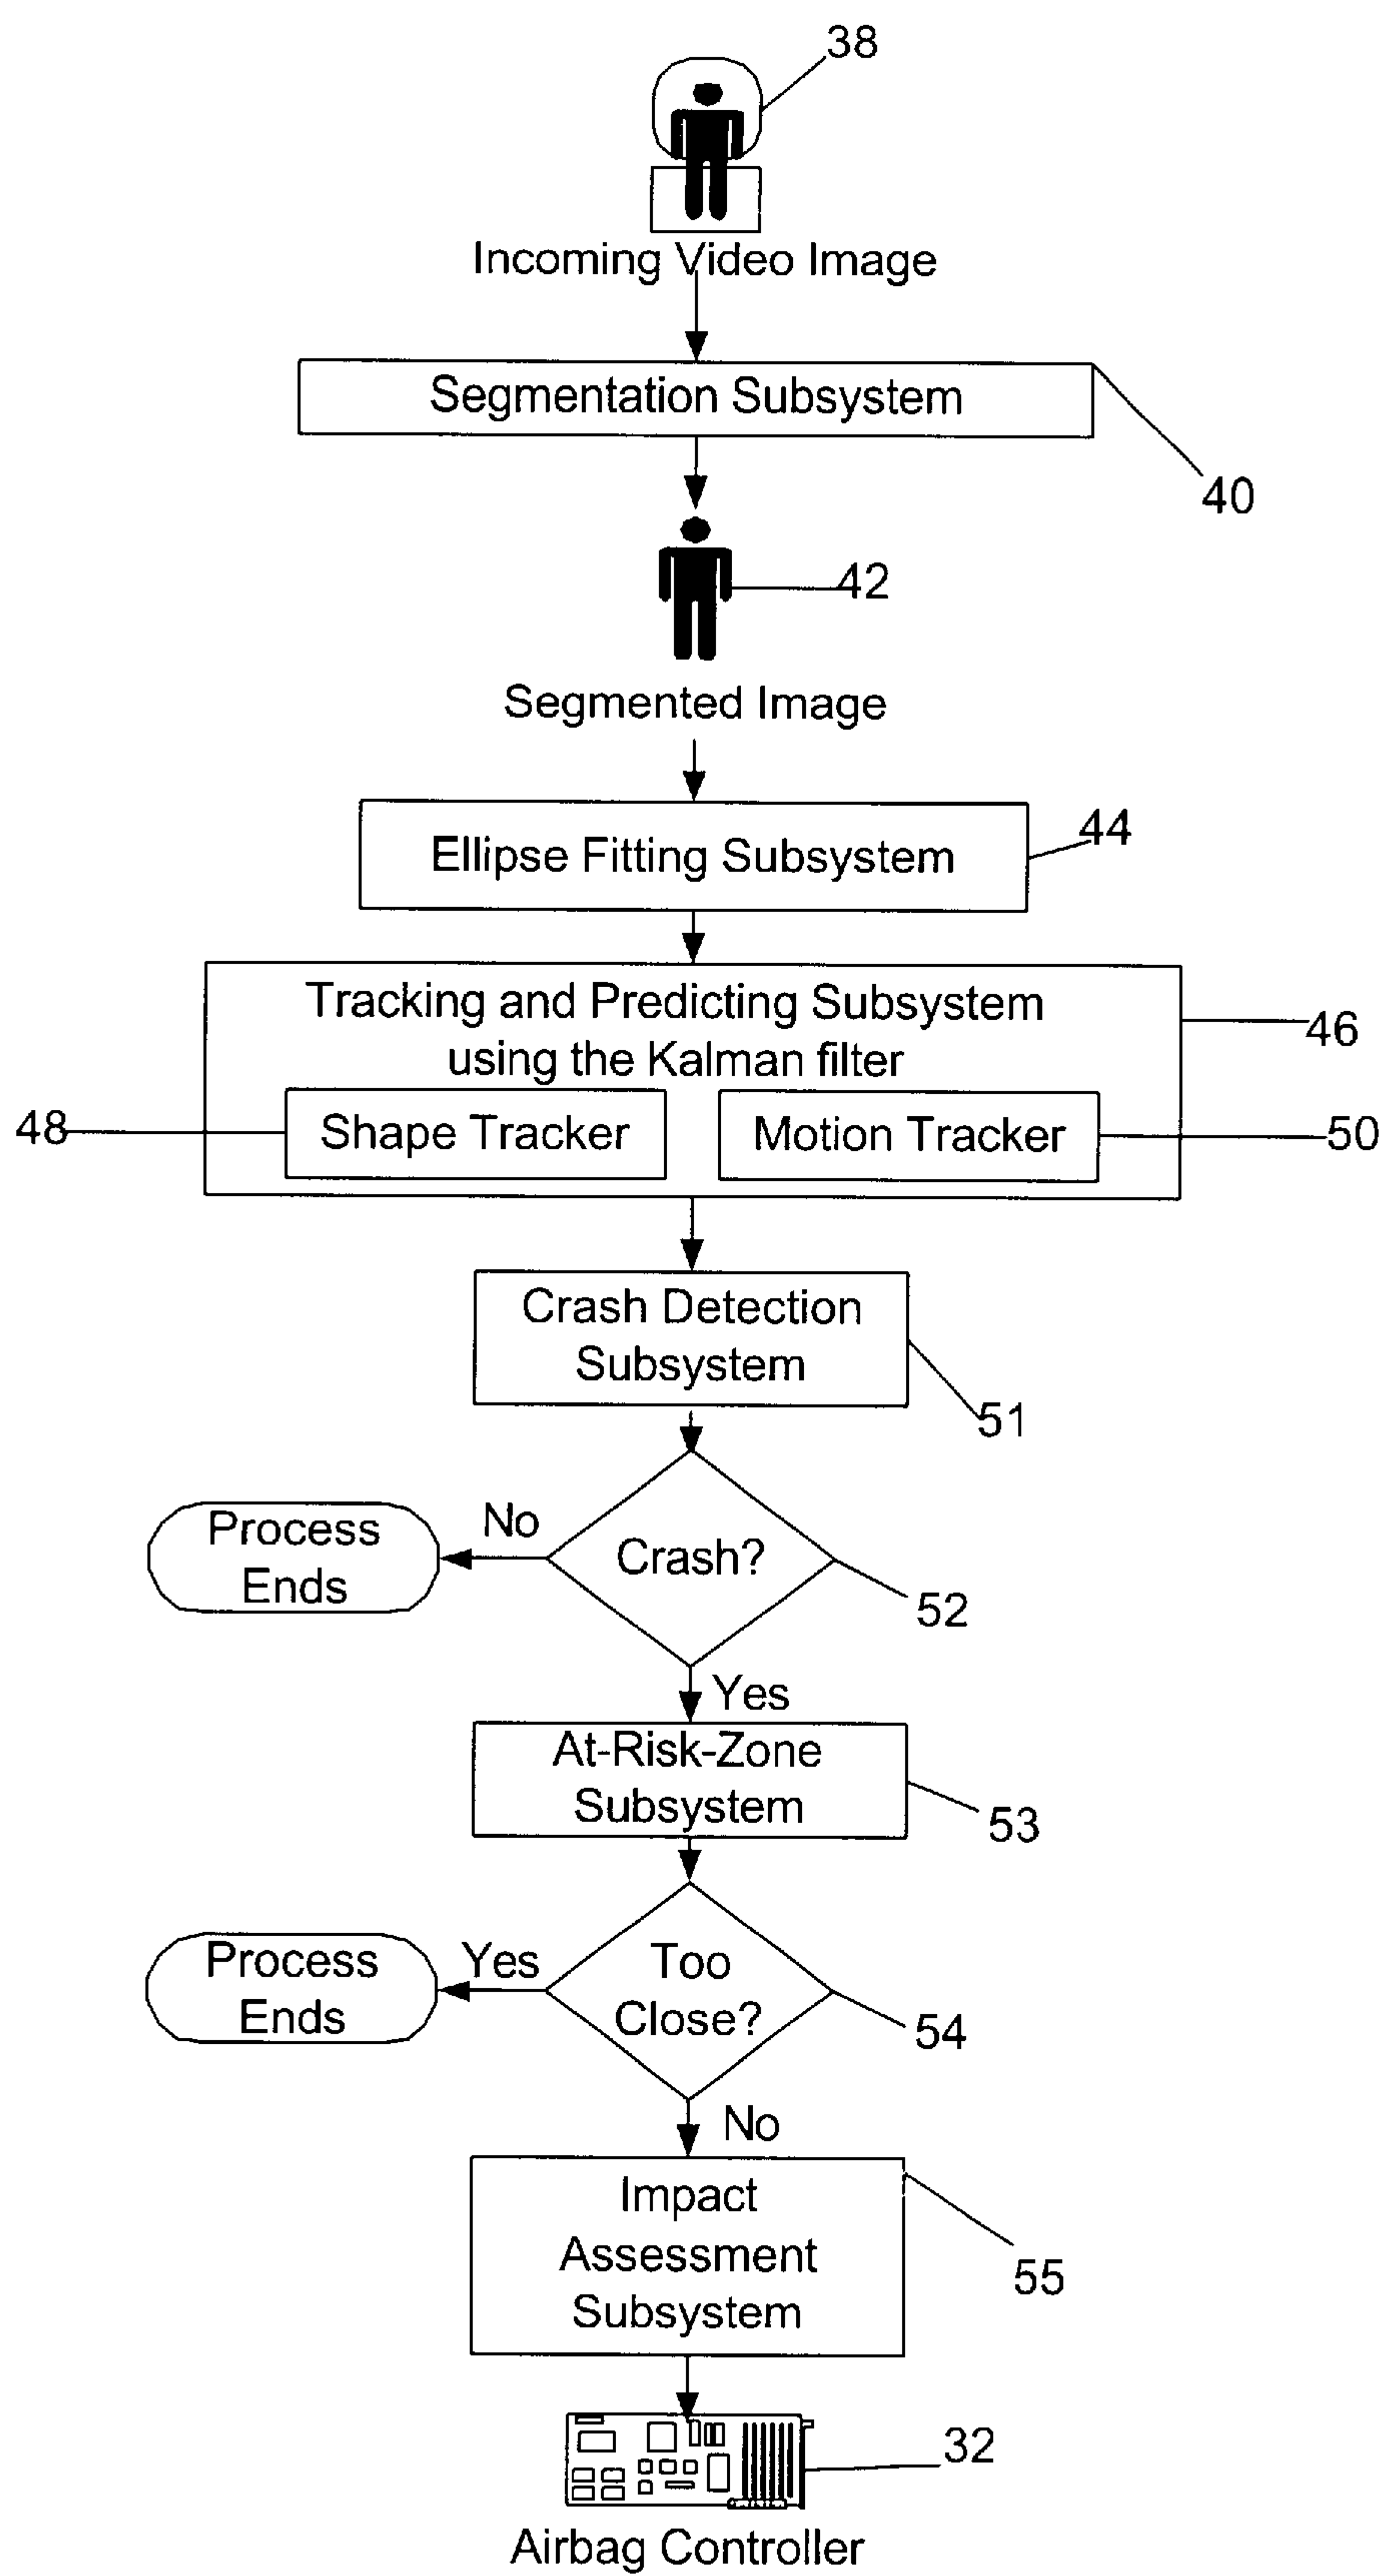 38
Incoming Video Image
Segmentation Subsystem
40
42
Segmented Image
Ellipse Fitting Subsystem
44
Tracking and Predicting Subsystem
using the Kalman filter
46
48
Shape Tracker
Motion Tracker
50
Crash Detection
Subsystem
51
Crash?
No
Process
Ends
52
Yes
At-Risk-Zone
Subsystem
53
Too
Close?
Yes
Process
Ends
54
No
Impact
Assessment
Subsystem
55
32
Airbag Controller